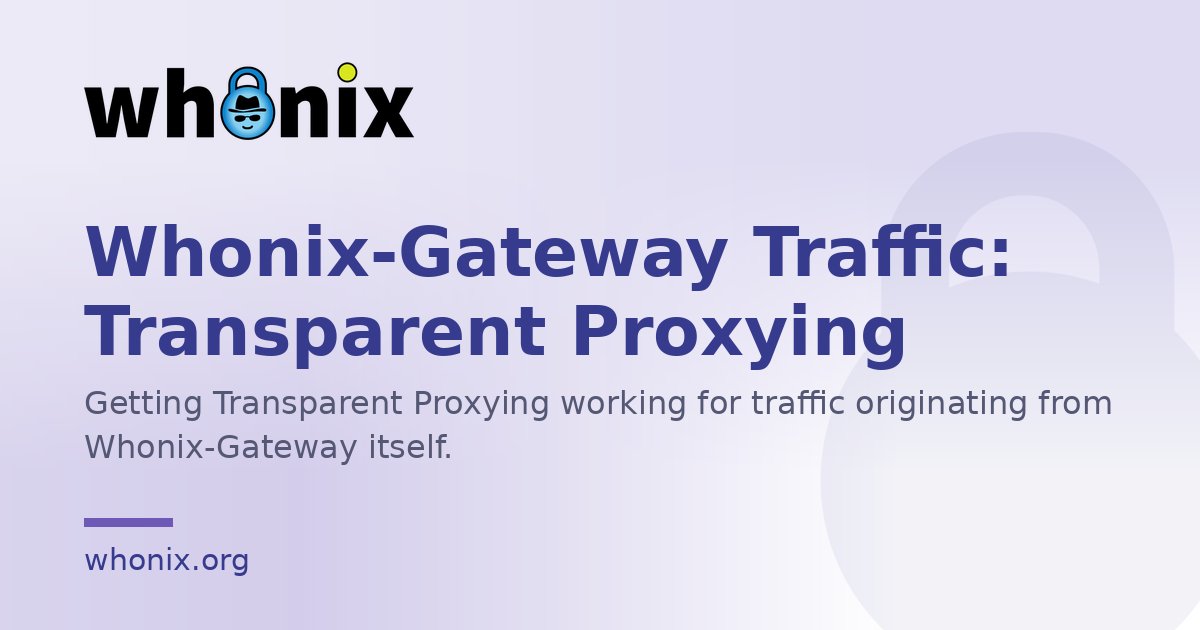 whonix
Whonix-Gateway Traffic:
Transparent Proxying
Getting Transparent Proxying working for traffic originating from
Whonix-Gateway itself.
whonix.org